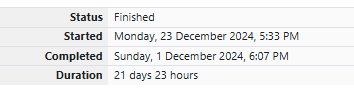 Status Finished
Started Monday, 23 December 2024, 5:33 PM
Completed Sunday, 1 December 2024, 6:07 PM
Duration 21 days 23 hours